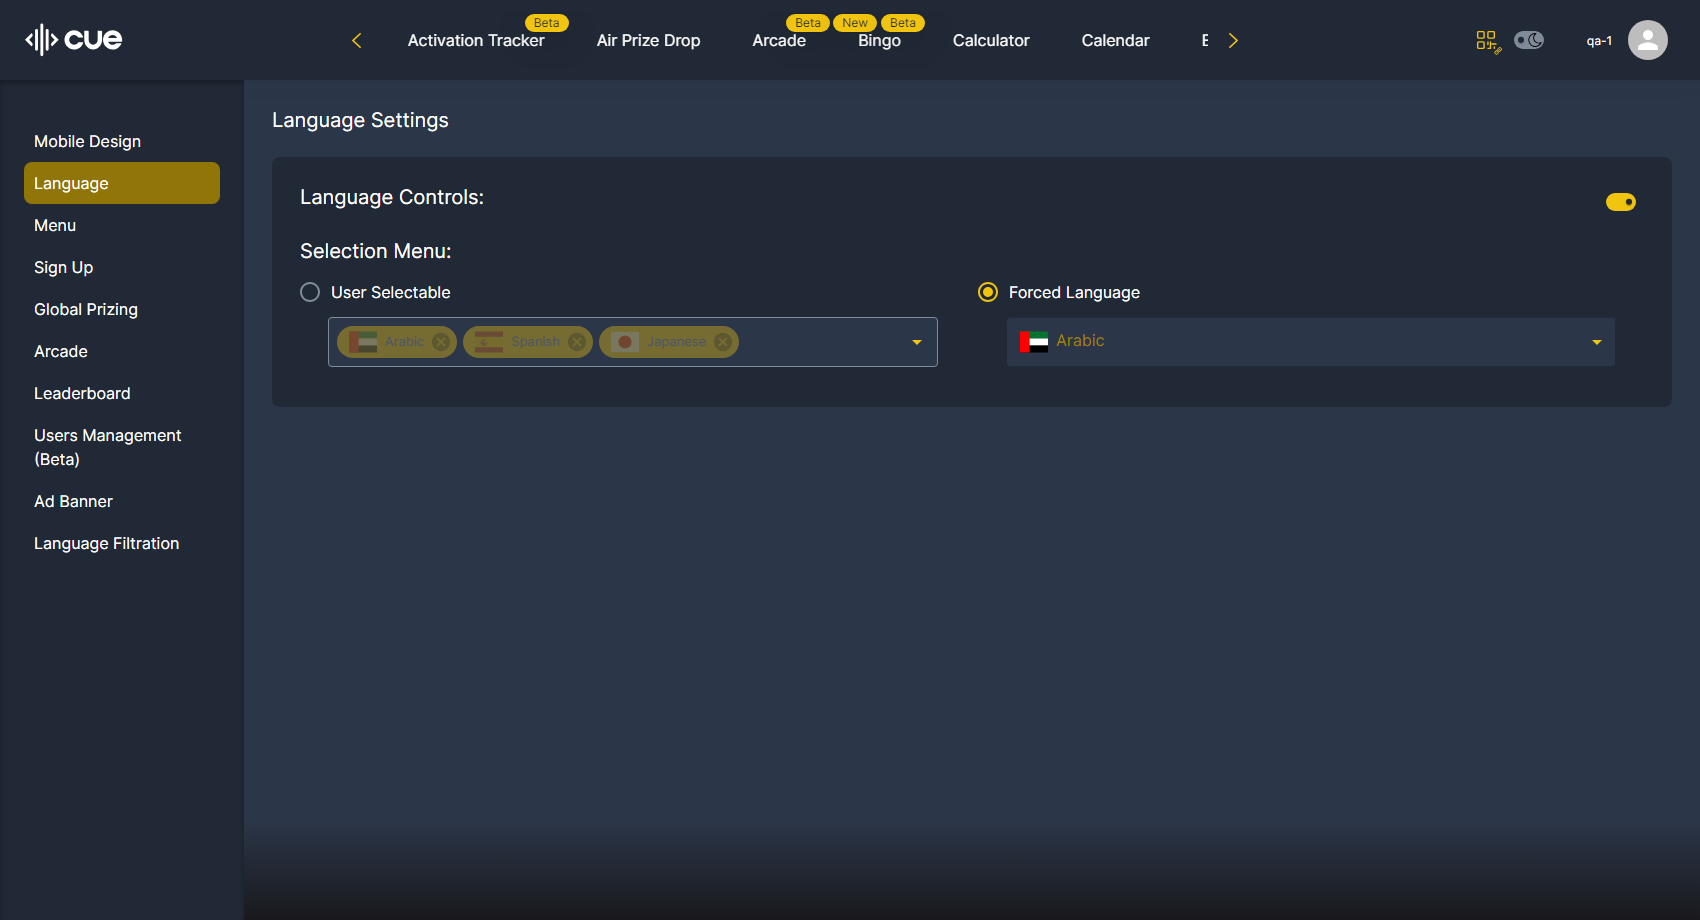 cue
Beta
Beta
New
Beta
Activation Tracker
Air Prize Drop
Arcade
Bingo
Calculator
Calendar
qa-1
Mobile Design
Language
Menu
Sign Up
Global Prizing
Arcade
Leaderboard
Users Management
(Beta)
Ad Banner
Language Filtration
Language Settings
Language Controls:
Selection Menu:
User Selectable
Forced Language
Arabic
Spanish
Japanese
Arabic